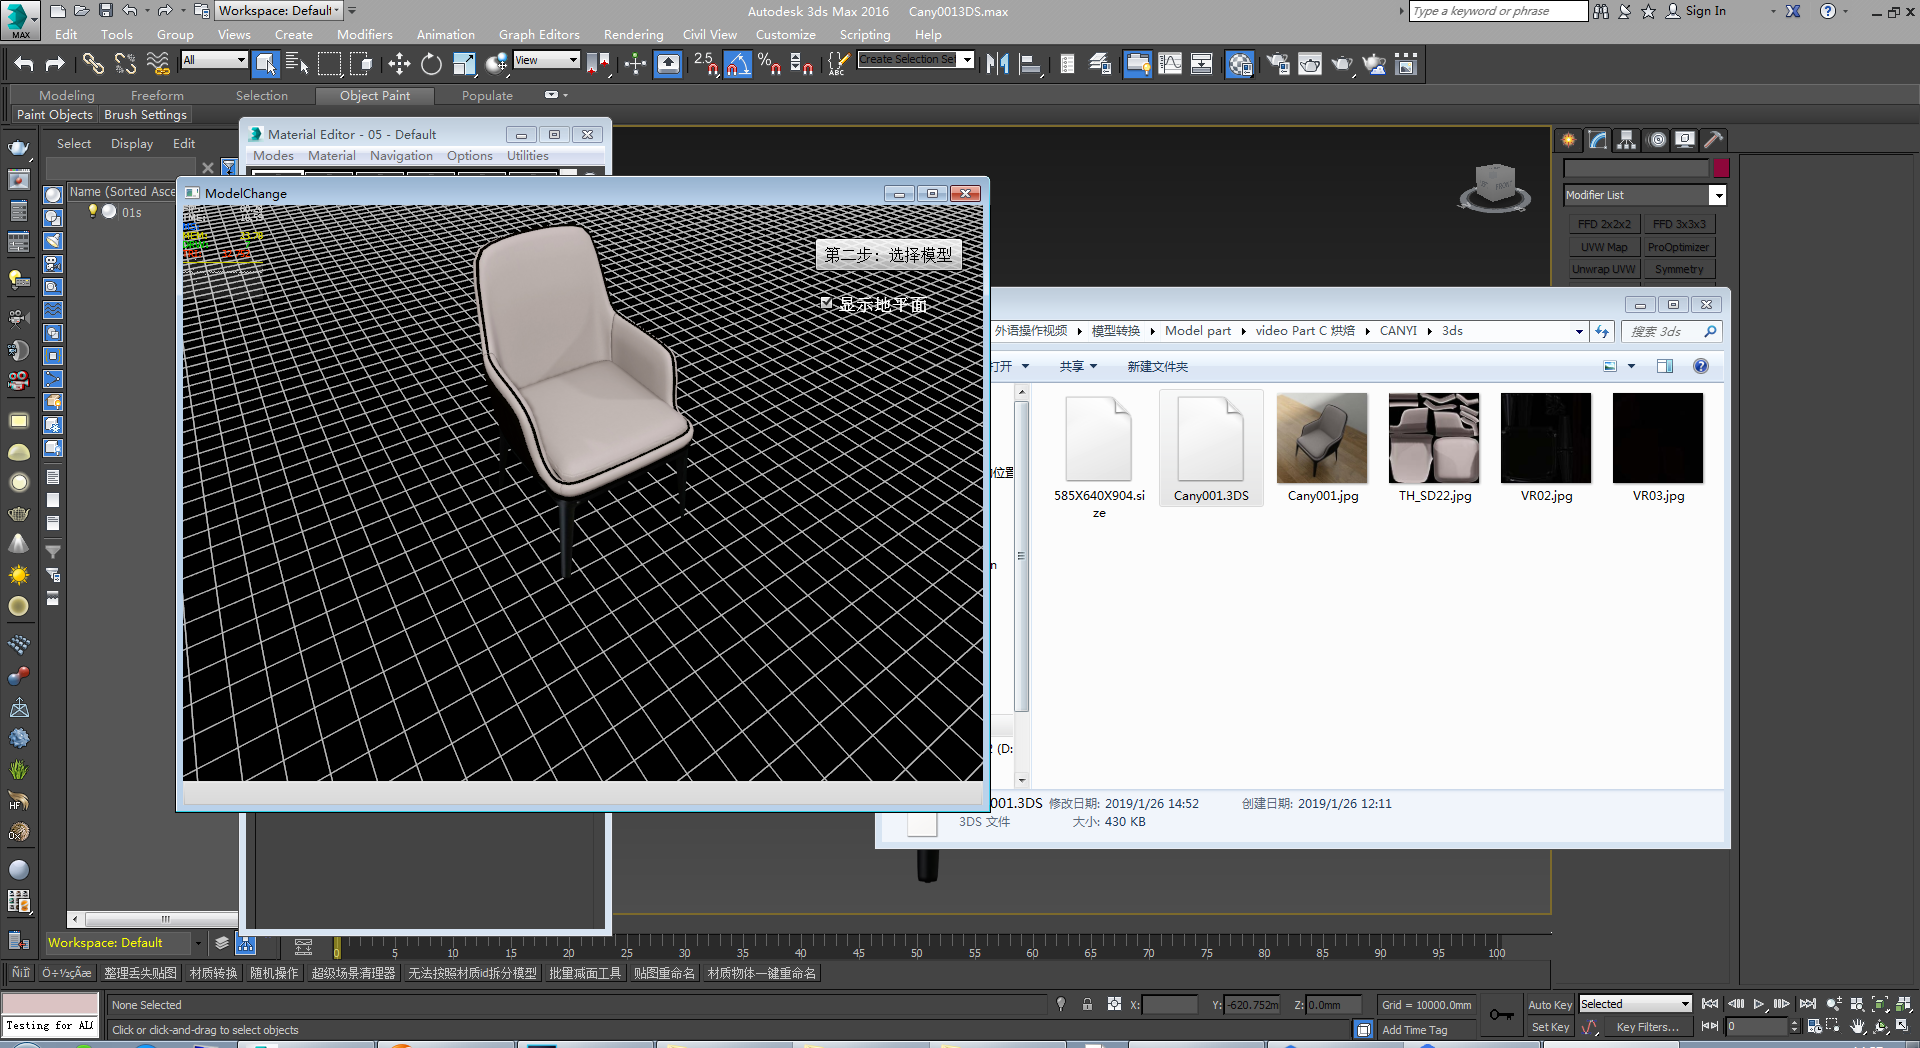 Workspace: Default
Autodesk 3ds Max 2016
Cany0013DS.max
Type a keyword or phrase
Sign In
MAX
Edit
Tools
Group
Views
Create
Modifiers
Animation
Graph Editors
Rendering
Civil View
Customize
Scripting
Help
All
View
2.5
ABC
Create Selection Se
Modeling
Freeform
Selection
Object Paint
Populate
Paint Objects
Brush Settings
Select
Display
Edit
Name (Sorted Asce
01s
Material Editor - 05 - Default
Modes
Material
Navigation
Options
Utilities
ModelChange
第二步：选择模型
显示地平面
FRONT
Modifier List
FFD 2x2x2
FFD 3x3x3
UVW Map
ProOptimizer
Unwrap UVW
Symmetry
外语操作视频
模型转换
Model part
video Part C 烘焙
CANYI
3ds
搜索 3ds
打开
共享
新建文件夹
位置
585X640X904.si
ze
Cany001.3DS
Cany001.jpg
TH_SD22.jpg
VR02.jpg
VR03.jpg
2 (D:
001.3DS
修改日期: 2019/1/26 14:52
创建日期: 2019/1/26 12:11
3DS 文件
大小: 430 KB
Workspace: Default
0 5 10 15 20 25 30 35 40 45 50 55 60 65 70 75 80 85 90 95 100
整理丢失贴图
材质转换
随机操作
超级场景清理器
无法按照材质id拆分模型
批量减面工具
贴图重命名
材质物体一键重命名
None Selected
X:
Y: -620.752m
Z: 0.0mm
Grid = 10000.0mm
Auto Key
Selected
Testing for AL
Click or click-and-drag to select objects
Add Time Tag
Set Key
Key Filters...
0